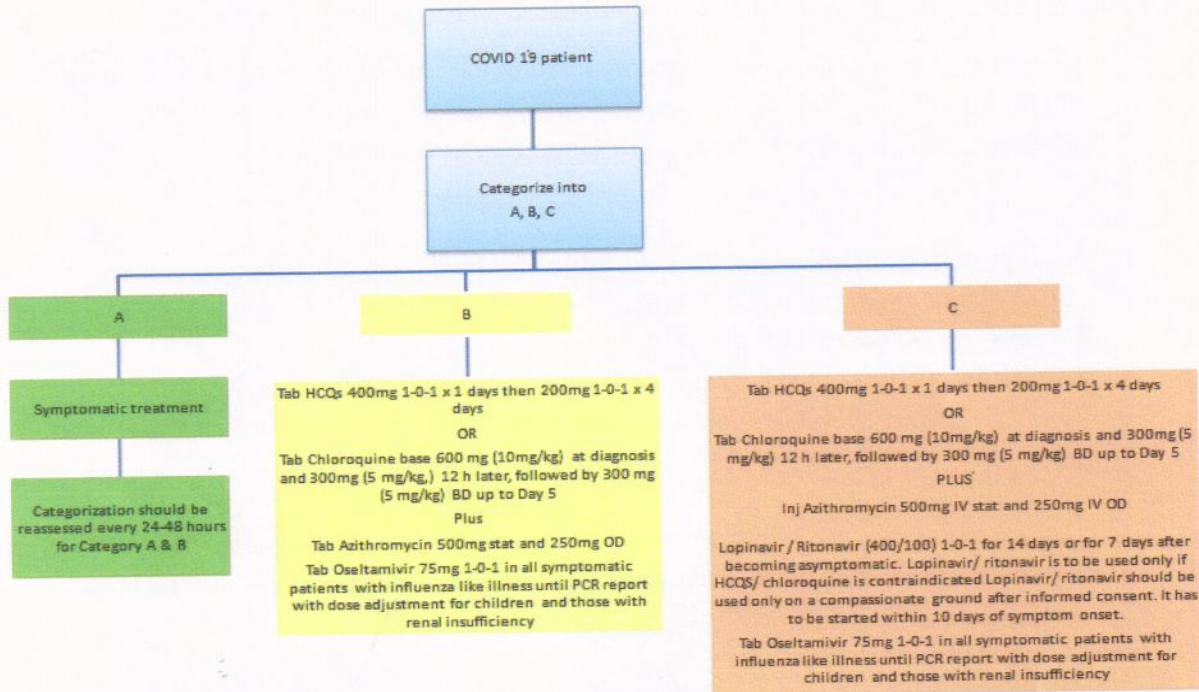 COVID 19 patient
Categorize into
A, B, C
A
Symptomatic treatment
Categorization should be
reassessed every 24-48 hours
for Category A & B
B
Tab HCQs 400mg 1-0-1 x 1 days then 200mg 1-0-1 x 4
days
OR
Tab Chloroquine base 600 mg (10mg/kg) at diagnosis
and 300mg (5 mg/kg,) 12 h later, followed by 300 mg
(5 mg/kg) BD up to Day 5
Plus
Tab Azithromycin 500mg stat and 250mg OD
Tab Oseltamivir 75mg 1-0-1 in all symptomatic
patients with influenza like illness until PCR report
with dose adjustment for children and those with
renal insufficiency
C
Tab HCQs 400mg 1-0-1 x 1 days then 200mg 1-0-1 x 4 days
OR
Tab Chloroquine base 600 mg (10mg/kg) at diagnosis and 300mg (5
mg/kg) 12 h later, followed by 300 mg (5 mg/kg) BD up to Day 5
PLUS
Inj Azithromycin 500mg IV stat and 250mg IV OD
Lopinavir / Ritonavir (400/100) 1-0-1 for 14 days or for 7 days after
becoming asymptomatic. Lopinavir/ ritonavir is to be used only if
HCQS/ chloroquine is contraindicated Lopinavir/ ritonavir should be
used only on a compassionate ground after informed consent. It has
to be started within 10 days of symptom onset.
Tab Oseltamivir 75mg 1-0-1 in all symptomatic patients with
influenza like illness until PCR report with dose adjustment for
children and those with renal insufficiency